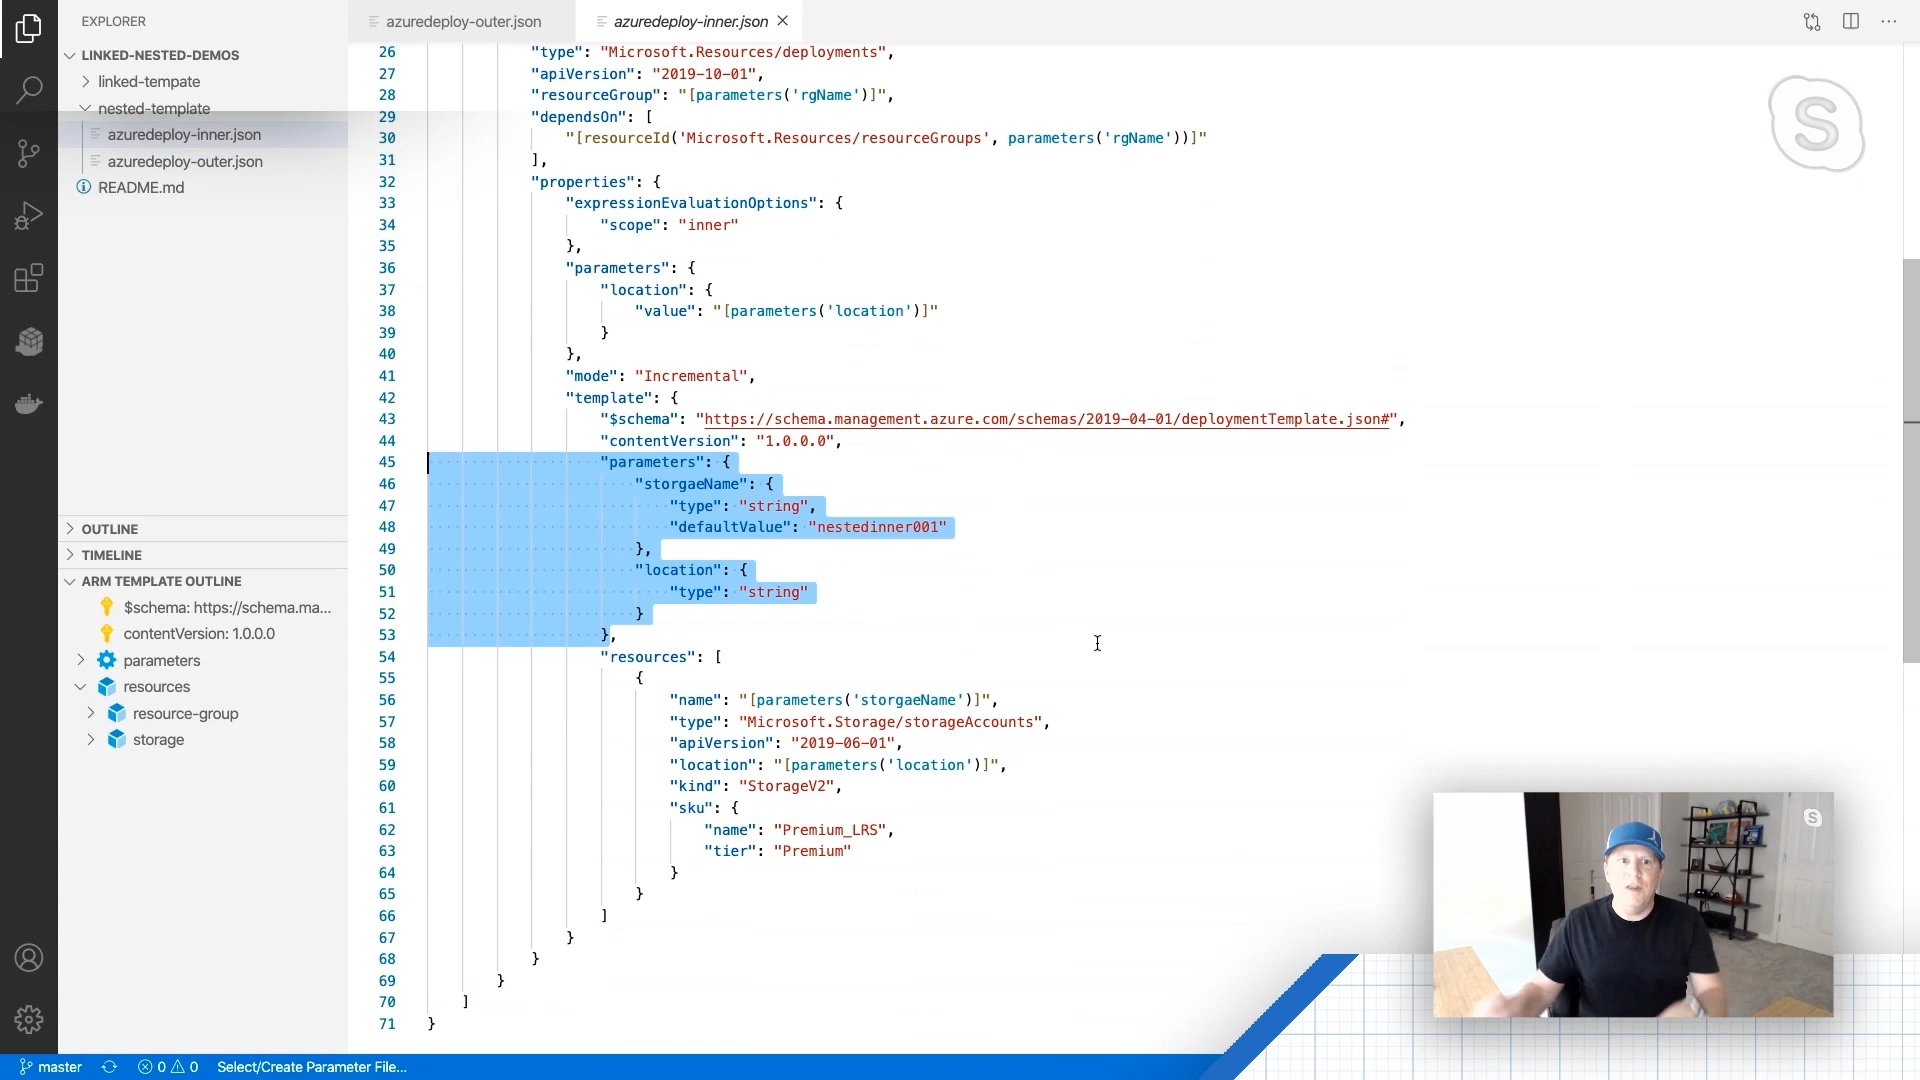 EXPLORER
LINKED-NESTED-DEMOS
linked-tempate
nested-template
azuredeploy-inner.json
azuredeploy-outer.json
README.md
OUTLINE
TIMELINE
ARM TEMPLATE OUTLINE
$schema: https://schema.ma...
contentVersion: 1.0.0.0
parameters
resources
resource-group
storage
azuredeploy-outer.json
azuredeploy-inner.json
26 "type": "Microsoft.Resources/deployments",
27 "apiVersion": "2019-10-01",
28 "resourceGroup": "[parameters('rgName')]",
29 "dependsOn": [
30 "[resourceId('Microsoft.Resources/resourceGroups', parameters('rgName'))]"
31 ],
32 "properties": {
33 "expressionEvaluationOptions": {
34 "scope": "inner"
35 },
36 "parameters": {
37 "location": {
38 "value": "[parameters('location')]"
39 }
40 },
41 "mode": "Incremental",
42 "template": {
43 "$schema": "https://schema.management.azure.com/schemas/2019-04-01/deploymentTemplate.json#",
44 "contentVersion": "1.0.0.0",
45 "parameters": {
46 "storgaeName": {
47 "type": "string",
48 "defaultValue": "nestedinner001"
49 },
50 "location": {
51 "type": "string"
52 }
53 },
54 "resources": [
55 {
56 "name": "[parameters('storgaeName')]",
57 "type": "Microsoft.Storage/storageAccounts",
58 "apiVersion": "2019-06-01",
59 "location": "[parameters('location')]",
60 "kind": "StorageV2",
61 "sku": {
62 "name": "Premium_LRS",
63 "tier": "Premium"
64 }
65 }
66 ]
67 }
68 }
69 }
70 ]
71 }
S
S
master
0
0
Select/Create Parameter File...